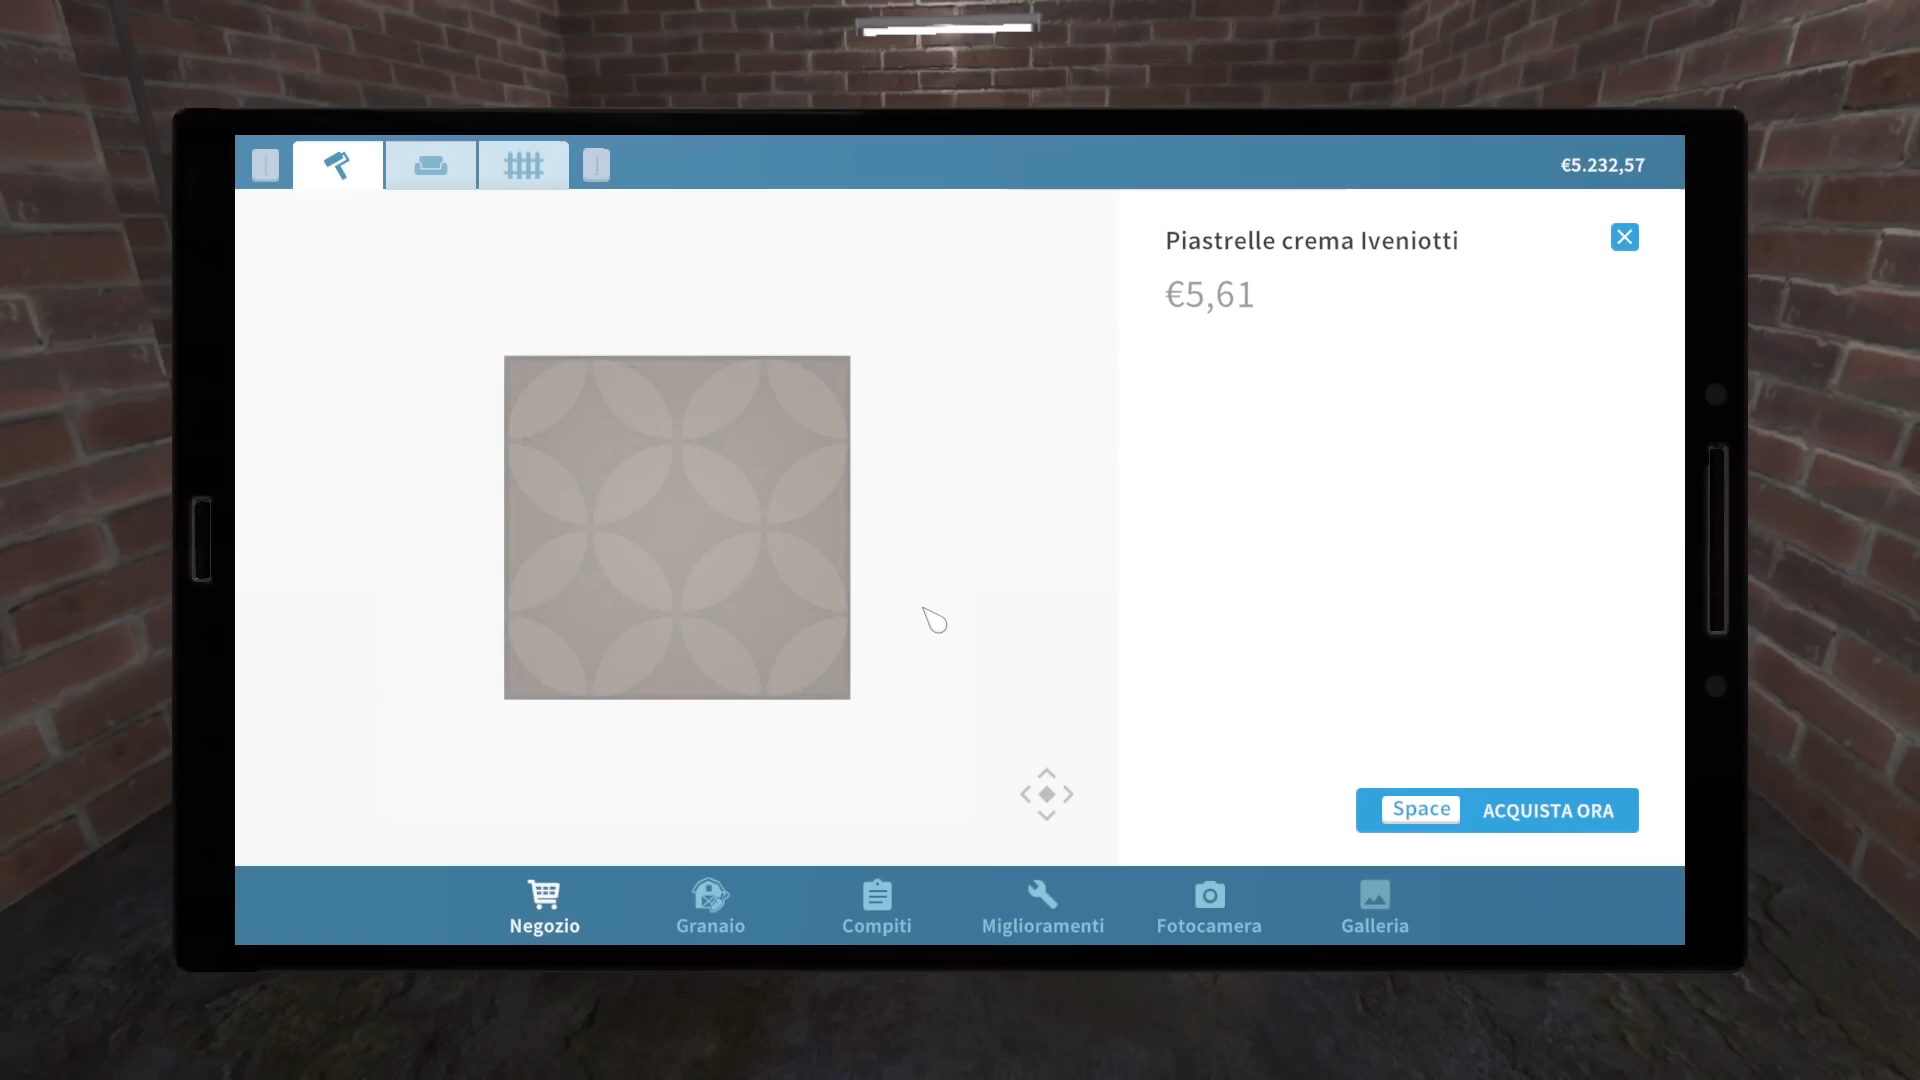 €5.232,57
Piastrelle crema Iveniotti
€5,61
Space ACQUISTA ORA
Negozio Granaio Compiti Miglioramenti Fotocamera Galleria